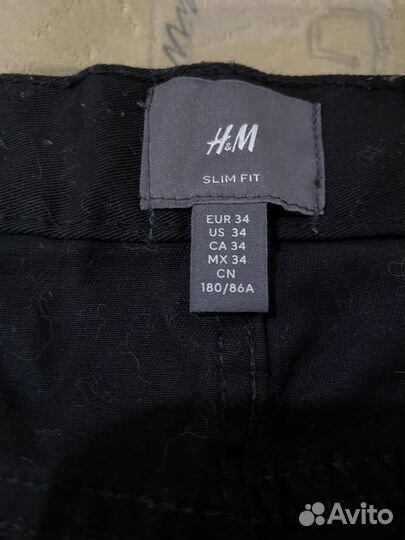 H&M
SLIM FIT
EUR 34
US 34
CA 34
MX 34
CN
180/86A
Avito